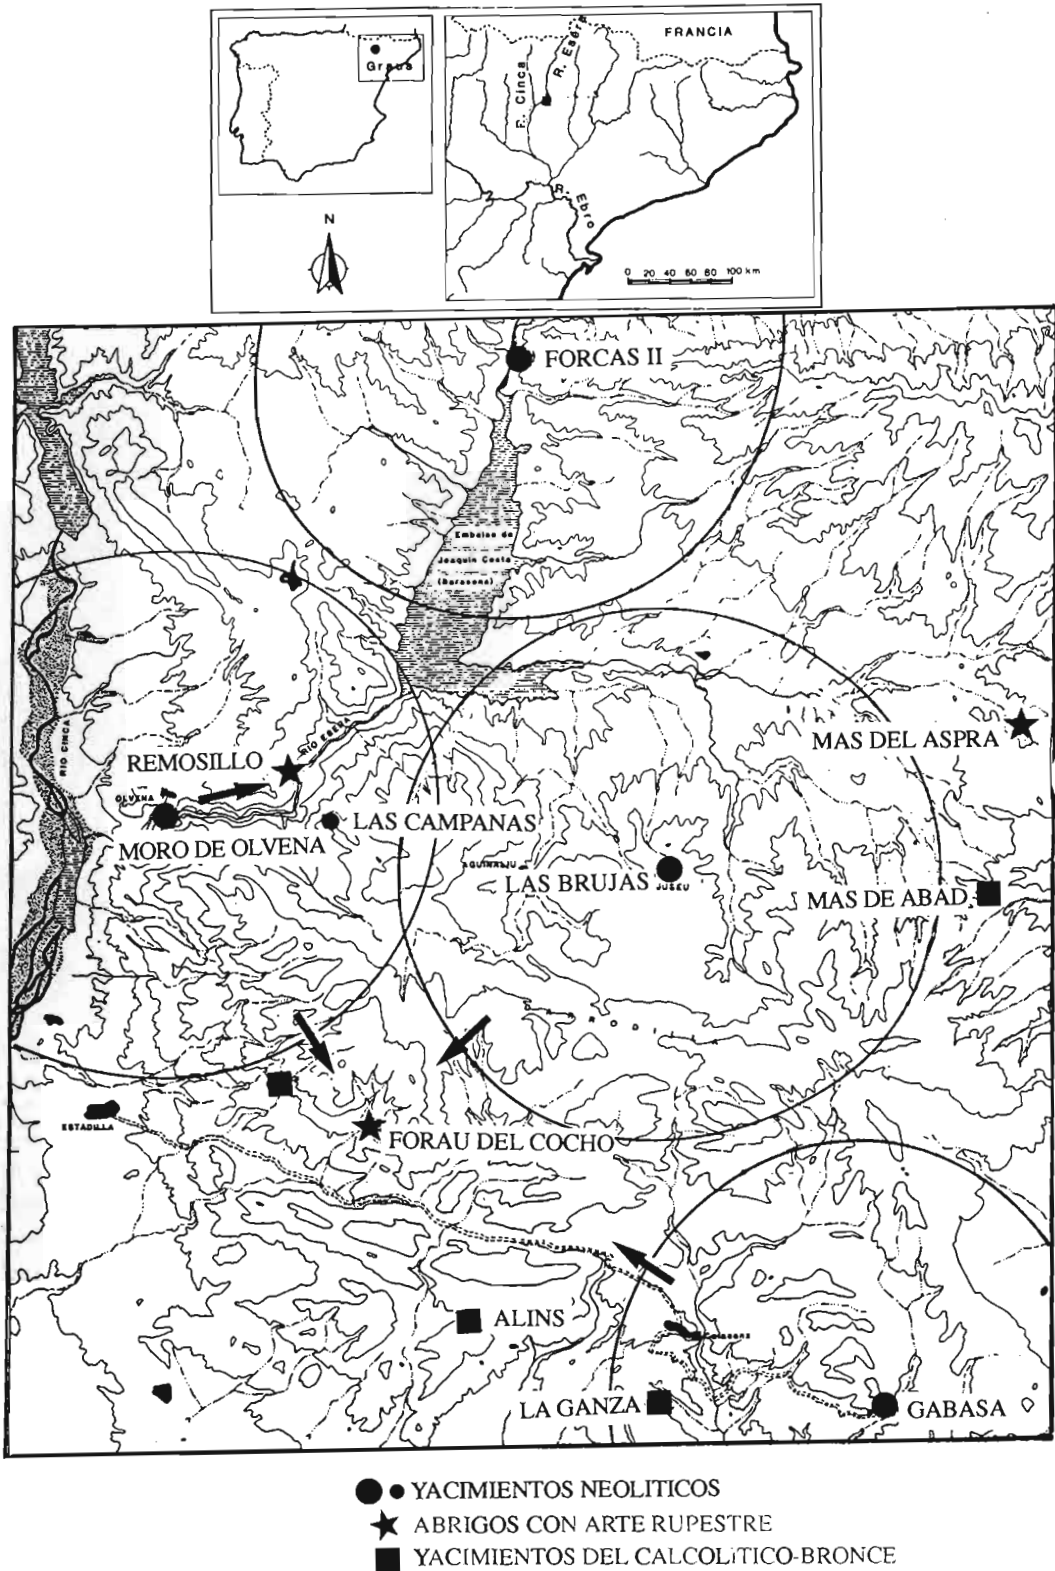 FRANCIA
Graus
F. Cinca
R. Esera
R. Ebro
N
0 20 40 60 80 100 km
FORCAS II
Embalse de
Joaquín Costa
(Barasona)
RIO CINCA
RIO ESERA
MAS DEL ASPRA
REMOSILLO
OLVENA
LAS CAMPANAS
MORO DE OLVENA
AGUINALIU
LAS BRUJAS
JUSEU
MAS DE ABAD
ESTADILLA
FORAU DEL COCHO
ALINS
LA GANZA
GABASA
YACIMIENTOS NEOLITICOS
ABRIGOS CON ARTE RUPESTRE
YACIMIENTOS DEL CALCOLÍTICO-BRONCE